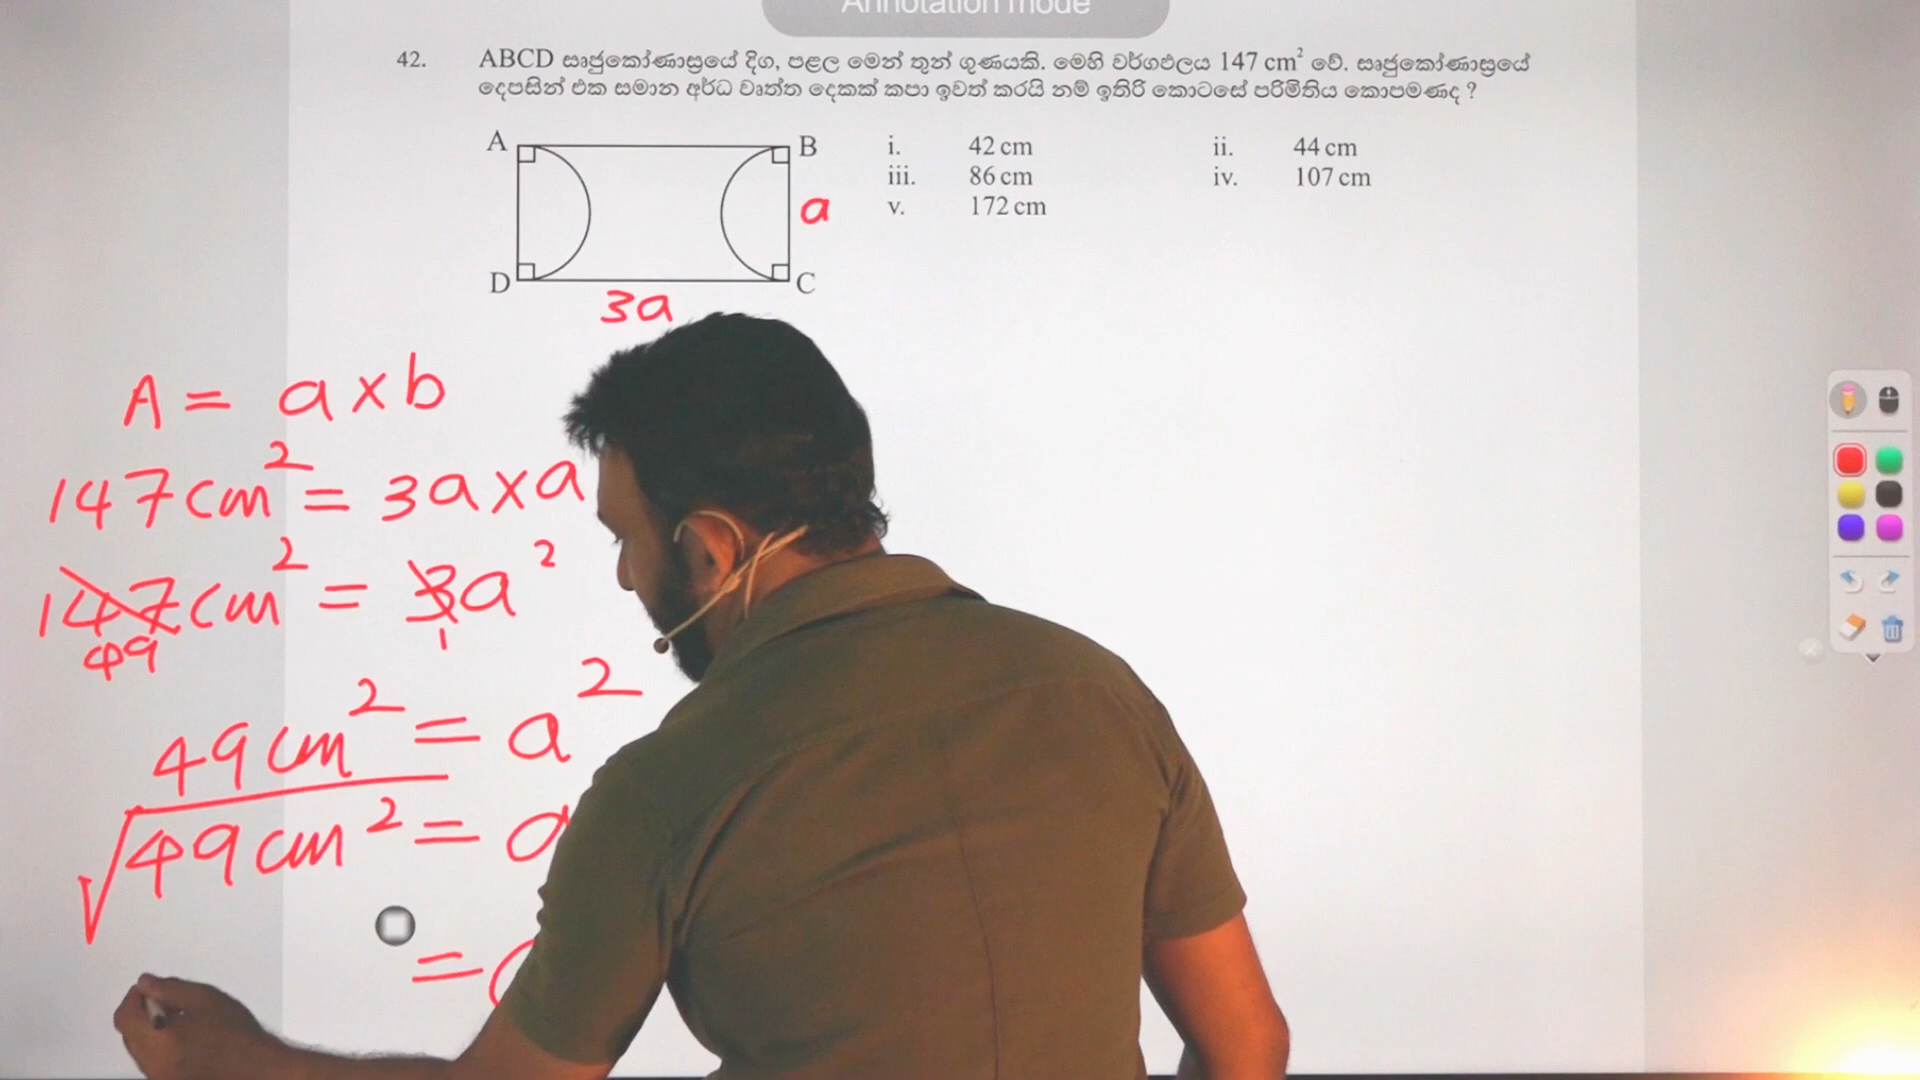 Annotation mode
42. ABCD සෘජුකෝණාස්‍රයේ දිග, පළල මෙන් තුන් ගුණයකි. මෙහි වර්ගඵලය 147 cm² වේ. සෘජුකෝණාස්‍රයේ
දෙපසින් එක සමාන අර්ධ වෘත්ත දෙකක් කපා ඉවත් කරයි නම් ඉතිරි කොටසේ පරිමිතිය කොපමණද ?
A B
i. 42 cm ii. 44 cm
iii. 86 cm iv. 107 cm
a
v. 172 cm
D C
3a
A = a x b
147 cm² = 3a x a
147 cm² = 3a²
49 1
49 cm² = a²
√49 cm² = a
=